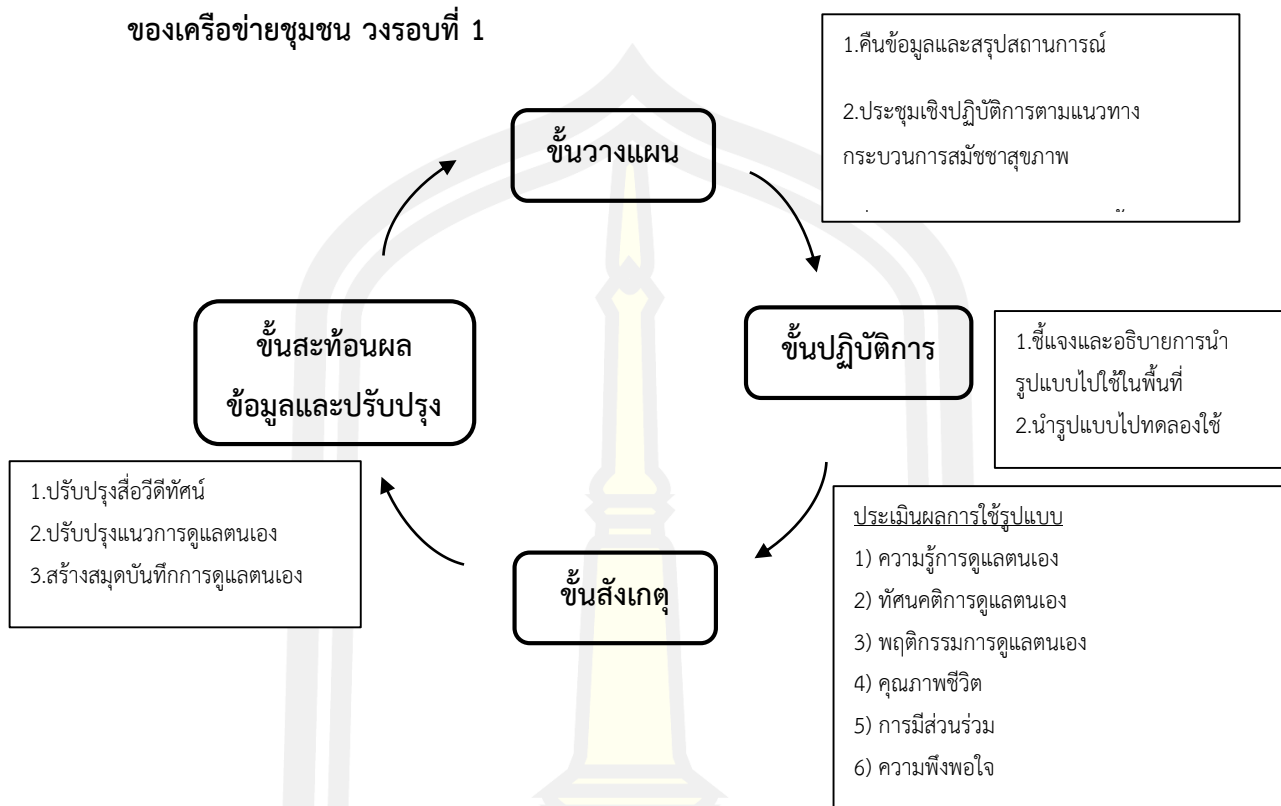 ของเครือข่ายชุมชน วงรอบที่ 1
1.คืนข้อมูลและสรุปสถานการณ์
2.ประชุมเชิงปฏิบัติการตามแนวทาง
กระบวนการสมัชชาสุขภาพ
ขั้นวางแผน
ขั้นปฏิบัติการ
1.ชี้แจงและอธิบายการนำ
รูปแบบไปใช้ในพื้นที่
2.นำรูปแบบไปทดลองใช้
ขั้นสะท้อนผล
ข้อมูลและปรับปรุง
1.ปรับปรุงสื่อวีดีทัศน์
2.ปรับปรุงแนวการดูแลตนเอง
3.สร้างสมุดบันทึกการดูแลตนเอง
ขั้นสังเกตุ
ประเมินผลการใช้รูปแบบ
1) ความรู้การดูแลตนเอง
2) ทัศนคติการดูแลตนเอง
3) พฤติกรรมการดูแลตนเอง
4) คุณภาพชีวิต
5) การมีส่วนร่วม
6) ความพึงพอใจ